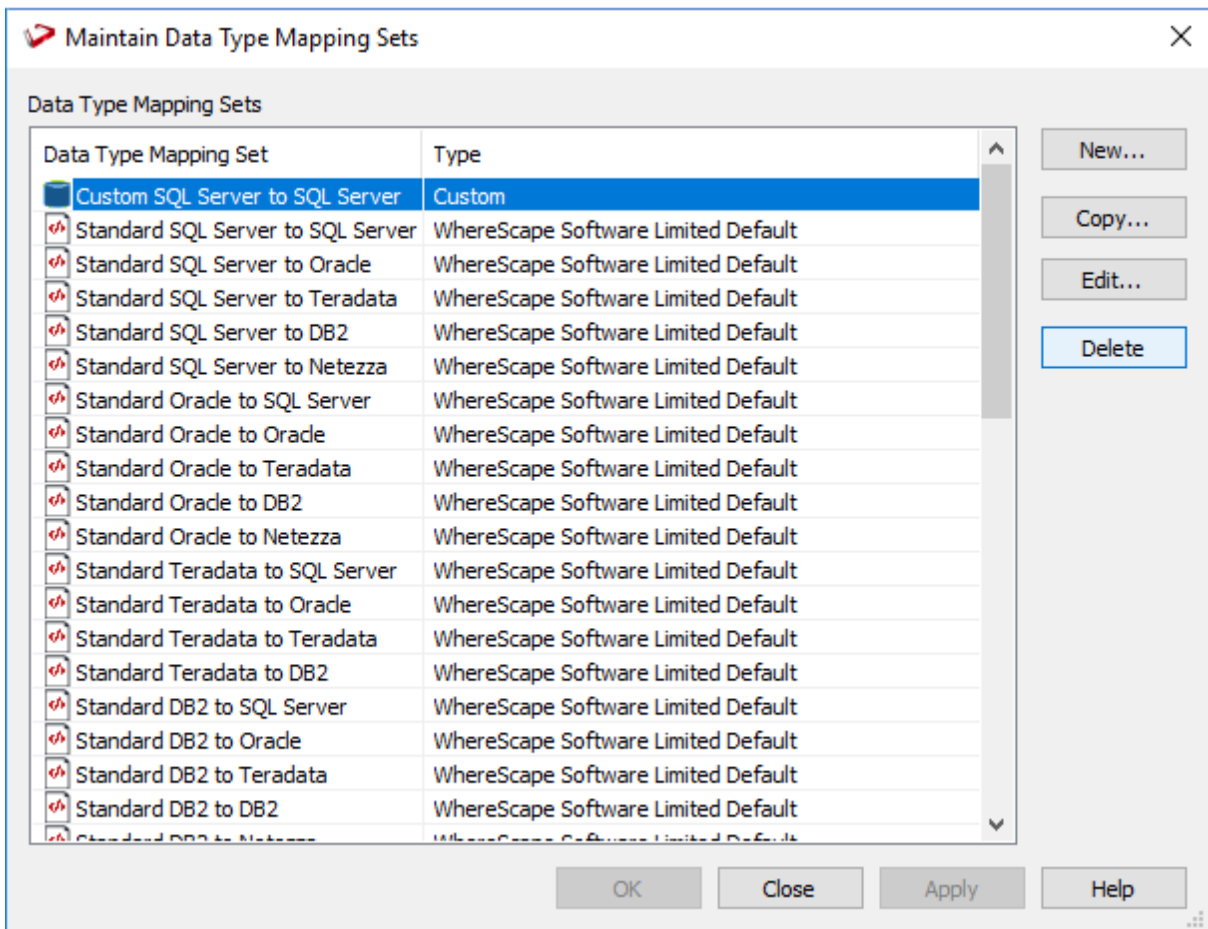 Maintain Data Type Mapping Sets
Data Type Mapping Sets
Data Type Mapping Set Type
Custom SQL Server to SQL Server Custom
Standard SQL Server to SQL Server WhereScape Software Limited Default
Standard SQL Server to Oracle WhereScape Software Limited Default
Standard SQL Server to Teradata WhereScape Software Limited Default
Standard SQL Server to DB2 WhereScape Software Limited Default
Standard SQL Server to Netezza WhereScape Software Limited Default
Standard Oracle to SQL Server WhereScape Software Limited Default
Standard Oracle to Oracle WhereScape Software Limited Default
Standard Oracle to Teradata WhereScape Software Limited Default
Standard Oracle to DB2 WhereScape Software Limited Default
Standard Oracle to Netezza WhereScape Software Limited Default
Standard Teradata to SQL Server WhereScape Software Limited Default
Standard Teradata to Oracle WhereScape Software Limited Default
Standard Teradata to Teradata WhereScape Software Limited Default
Standard Teradata to DB2 WhereScape Software Limited Default
Standard DB2 to SQL Server WhereScape Software Limited Default
Standard DB2 to Oracle WhereScape Software Limited Default
Standard DB2 to Teradata WhereScape Software Limited Default
Standard DB2 to DB2 WhereScape Software Limited Default
Standard DB2 to Netezza WhereScape Software Limited Default
New...
Copy...
Edit...
Delete
OK Close Apply Help